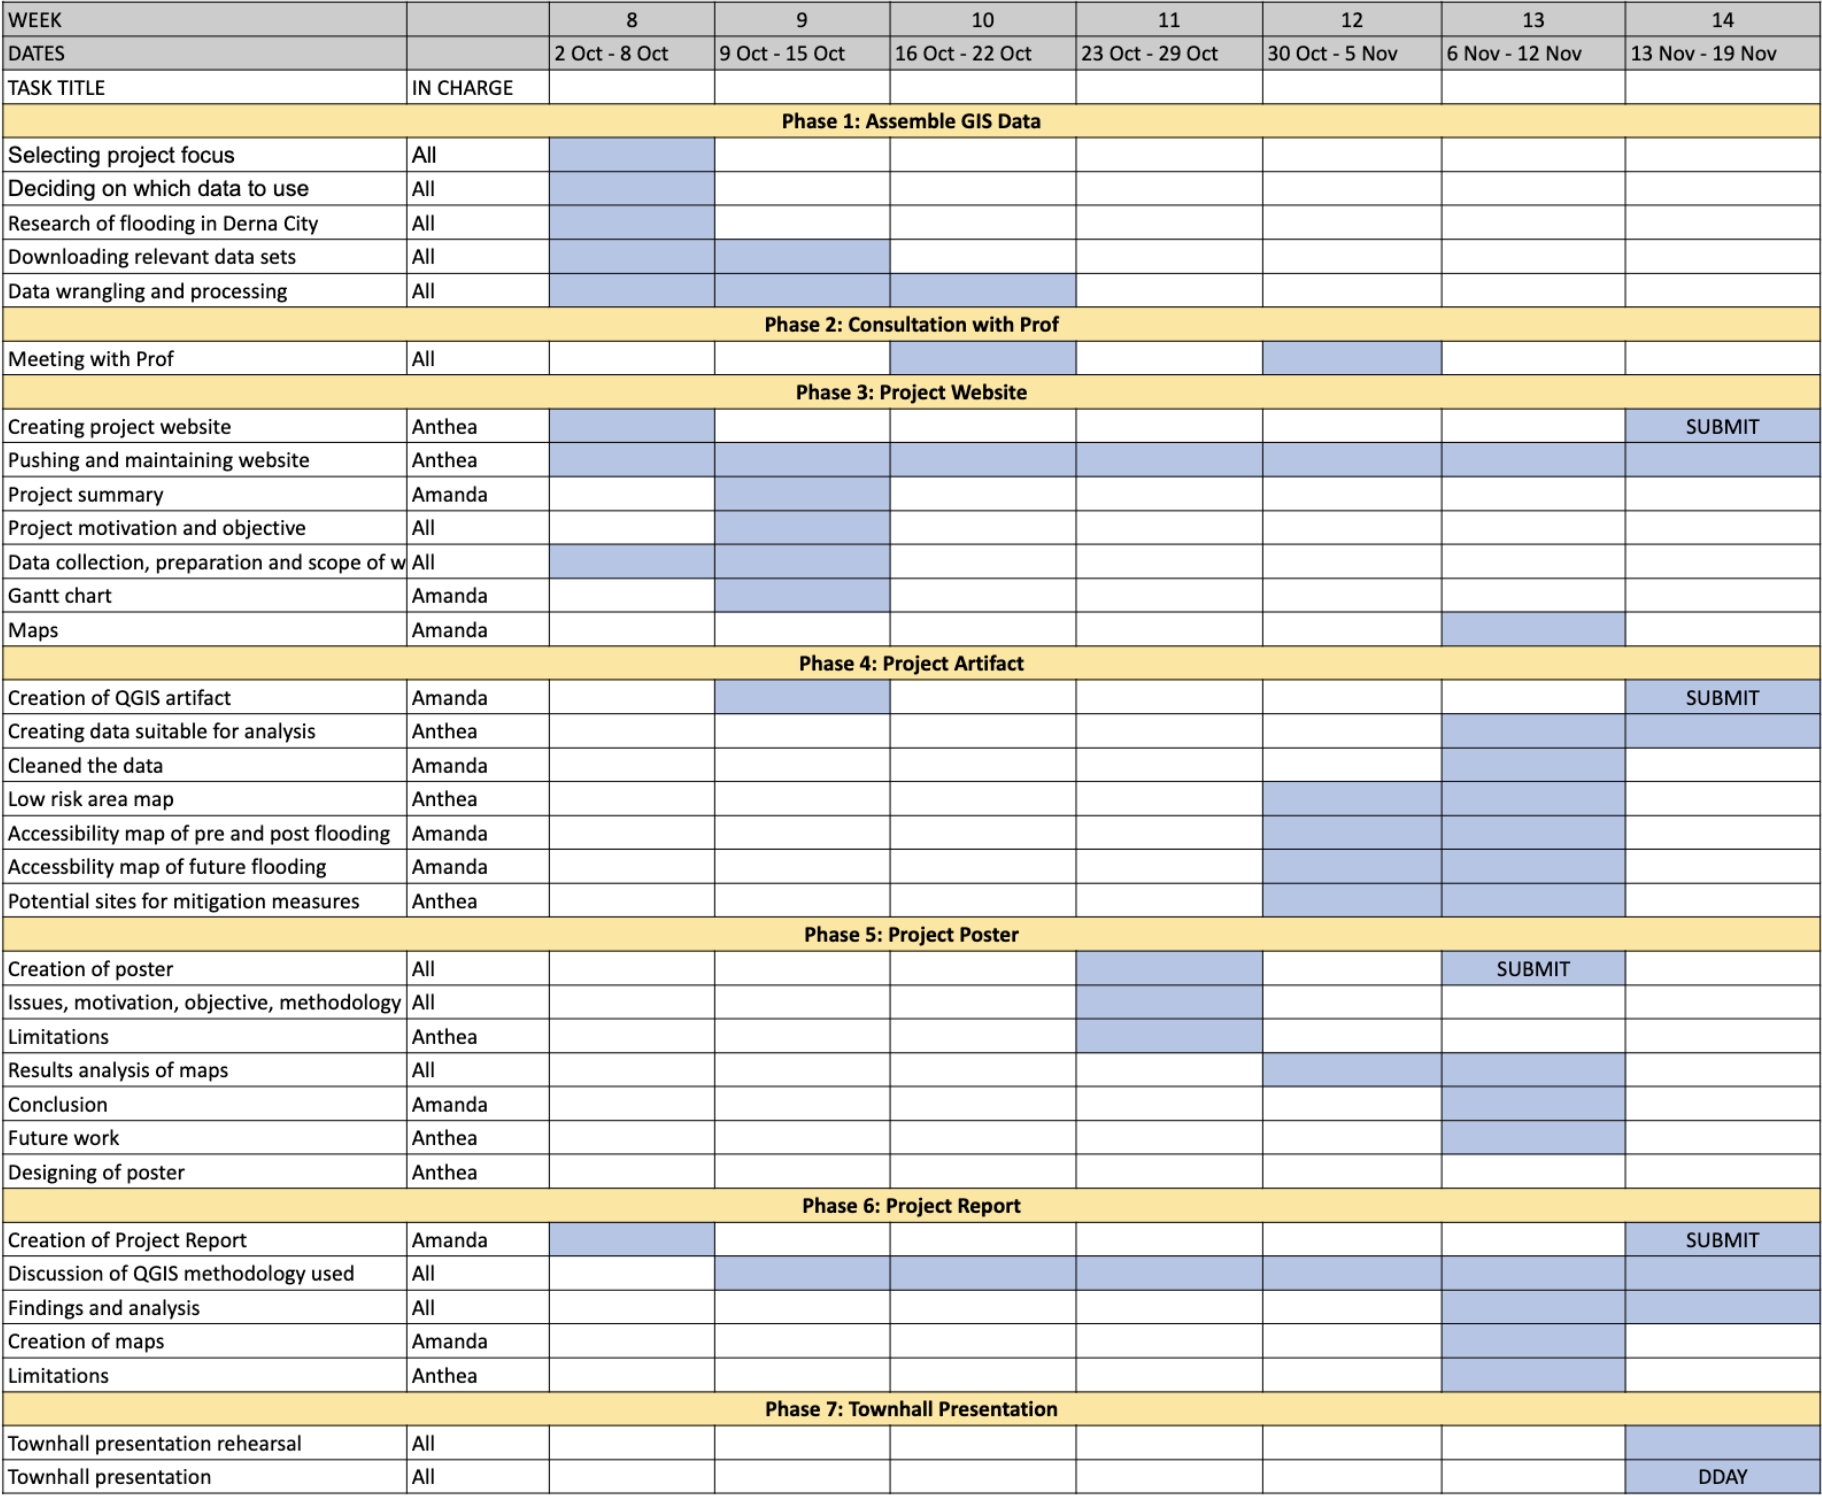 WEEK 8 9 10 11 12 13 14
DATES 2 Oct - 8 Oct 9 Oct - 15 Oct 16 Oct - 22 Oct 23 Oct - 29 Oct 30 Oct - 5 Nov 6 Nov - 12 Nov 13 Nov - 19 Nov
TASK TITLE IN CHARGE
Phase 1: Assemble GIS Data
Selecting project focus All
Deciding on which data to use All
Research of flooding in Derna City All
Downloading relevant data sets All
Data wrangling and processing All
Phase 2: Consultation with Prof
Meeting with Prof All
Phase 3: Project Website
Creating project website Anthea SUBMIT
Pushing and maintaining website Anthea
Project summary Amanda
Project motivation and objective All
Data collection, preparation and scope of w All
Gantt chart Amanda
Maps Amanda
Phase 4: Project Artifact
Creation of QGIS artifact Amanda SUBMIT
Creating data suitable for analysis Anthea
Cleaned the data Amanda
Low risk area map Anthea
Accessibility map of pre and post flooding Amanda
Accessbility map of future flooding Amanda
Potential sites for mitigation measures Anthea
Phase 5: Project Poster
Creation of poster All SUBMIT
Issues, motivation, objective, methodology All
Limitations Anthea
Results analysis of maps All
Conclusion Amanda
Future work Anthea
Designing of poster Anthea
Phase 6: Project Report
Creation of Project Report Amanda SUBMIT
Discussion of QGIS methodology used All
Findings and analysis All
Creation of maps Amanda
Limitations Anthea
Phase 7: Townhall Presentation
Townhall presentation rehearsal All
Townhall presentation All DDAY